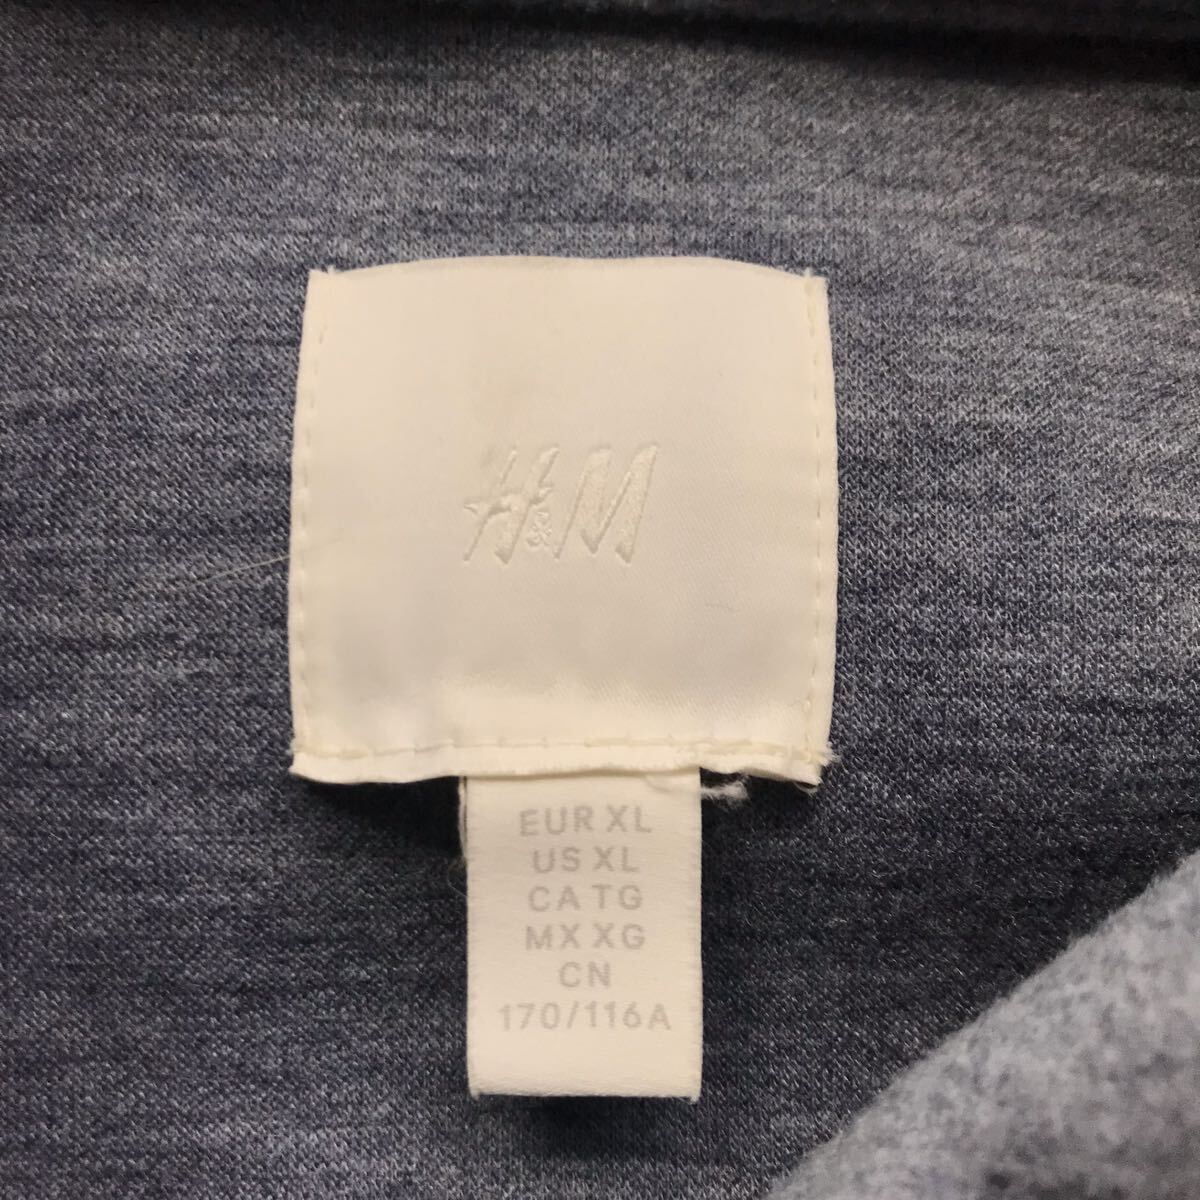 H&M
EUR XL
US XL
CA TG
MX XG
CN
170/116A